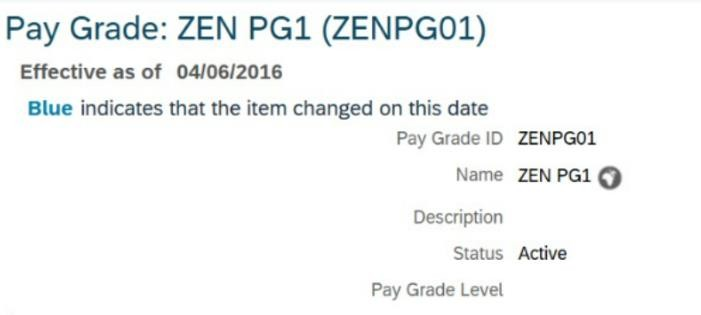 Pay Grade: ZEN PG1 (ZENPG01)
Effective as of 04/06/2016
Blue indicates that the item changed on this date
Pay Grade ID ZENPG01
Name ZEN PG1
Description
Status Active
Pay Grade Level